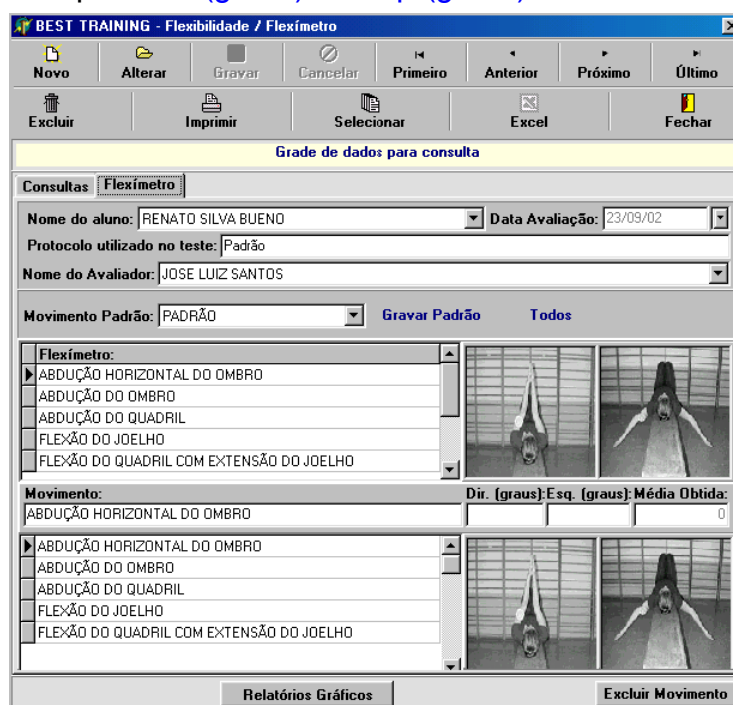 BEST TRAINING - Flexibilidade / Flexímetro
Novo Alterar Gravar Cancelar Primeiro Anterior Próximo Último
Excluir Imprimir Selecionar Excel Fechar
Grade de dados para consulta
Consultas Flexímetro
Nome do aluno: RENATO SILVA BUENO Data Avaliação: 23/09/02
Protocolo utilizado no teste: Padrão
Nome do Avaliador: JOSE LUIZ SANTOS
Movimento Padrão: PADRÃO Gravar Padrão Todos
Flexímetro:
ABDUÇÃO HORIZONTAL DO OMBRO
ABDUÇÃO DO OMBRO
ABDUÇÃO DO QUADRIL
FLEXÃO DO JOELHO
FLEXÃO DO QUADRIL COM EXTENSÃO DO JOELHO
Movimento: Dir. (graus): Esq. (graus): Média Obtida:
ABDUÇÃO HORIZONTAL DO OMBRO 0
ABDUÇÃO HORIZONTAL DO OMBRO
ABDUÇÃO DO OMBRO
ABDUÇÃO DO QUADRIL
FLEXÃO DO JOELHO
FLEXÃO DO QUADRIL COM EXTENSÃO DO JOELHO
Relatórios Gráficos Excluir Movimento